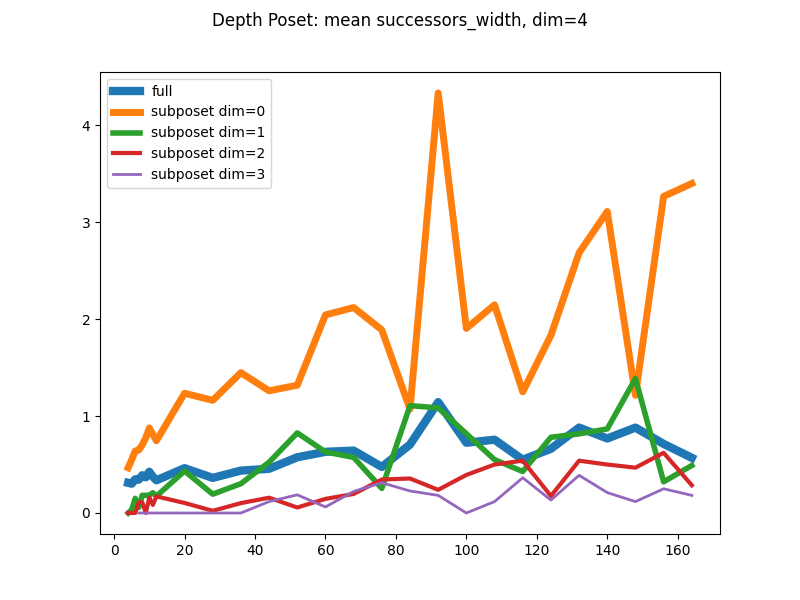 Depth Poset: mean successors_width, dim=4
full
subposet dim=0
subposet dim=1
subposet dim=2
subposet dim=3
4
3
2
1
0
0 20 40 60 80 100 120 140 160